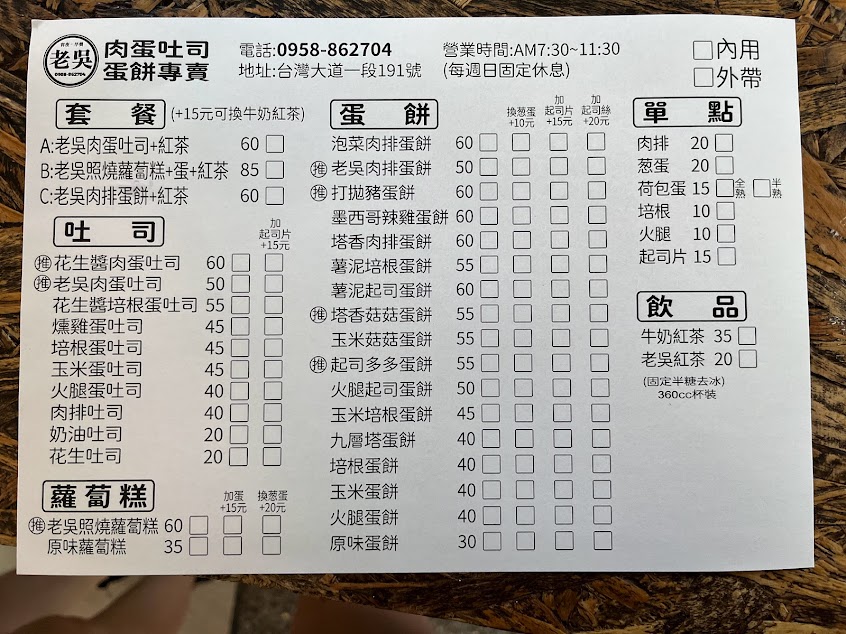 老吳
0958-862704
肉蛋吐司
蛋餅專賣
電話:0958-862704
地址:台灣大道一段191號
營業時間:AM7:30~11:30
(每週日固定休息)
□內用
□外帶
套餐 (+15元可換牛奶紅茶)
A:老吳肉蛋吐司+紅茶 60 □
B:老吳照燒蘿蔔糕+蛋+紅茶 85 □
C:老吳肉排蛋餅+紅茶 60 □
吐司
加
起司片
+15元
推 花生醬肉蛋吐司 60 □ □
推 老吳肉蛋吐司 50 □ □
花生醬培根蛋吐司 55 □ □
燻雞蛋吐司 45 □ □
培根蛋吐司 45 □ □
玉米蛋吐司 45 □ □
火腿蛋吐司 40 □ □
肉排吐司 40 □ □
奶油吐司 20 □ □
花生吐司 20 □ □
蘿蔔糕
加蛋
+15元
換葱蛋
+20元
推 老吳照燒蘿蔔糕 60 □ □ □
原味蘿蔔糕 35 □ □ □
蛋餅
換葱蛋
+10元
加
起司片
+15元
加
起司絲
+20元
泡菜肉排蛋餅 60 □ □ □ □
推 老吳肉排蛋餅 50 □ □ □ □
推 打拋豬蛋餅 60 □ □ □ □
墨西哥辣雞蛋餅 60 □ □ □ □
塔香肉排蛋餅 60 □ □ □ □
薯泥培根蛋餅 55 □ □ □ □
薯泥起司蛋餅 60 □ □ □ □
推 塔香菇菇蛋餅 55 □ □ □ □
玉米菇菇蛋餅 55 □ □ □ □
推 起司多多蛋餅 55 □ □ □ □
火腿起司蛋餅 50 □ □ □ □
玉米培根蛋餅 45 □ □ □ □
九層塔蛋餅 40 □ □ □ □
培根蛋餅 40 □ □ □ □
玉米蛋餅 40 □ □ □ □
火腿蛋餅 40 □ □ □ □
原味蛋餅 30 □ □ □ □
單點
肉排 20 □
葱蛋 20 □
荷包蛋 15 □全熟 □半熟
培根 10 □
火腿 10 □
起司片 15 □
飲品
牛奶紅茶 35 □
老吳紅茶 20 □
(固定半糖去冰)
360cc杯裝